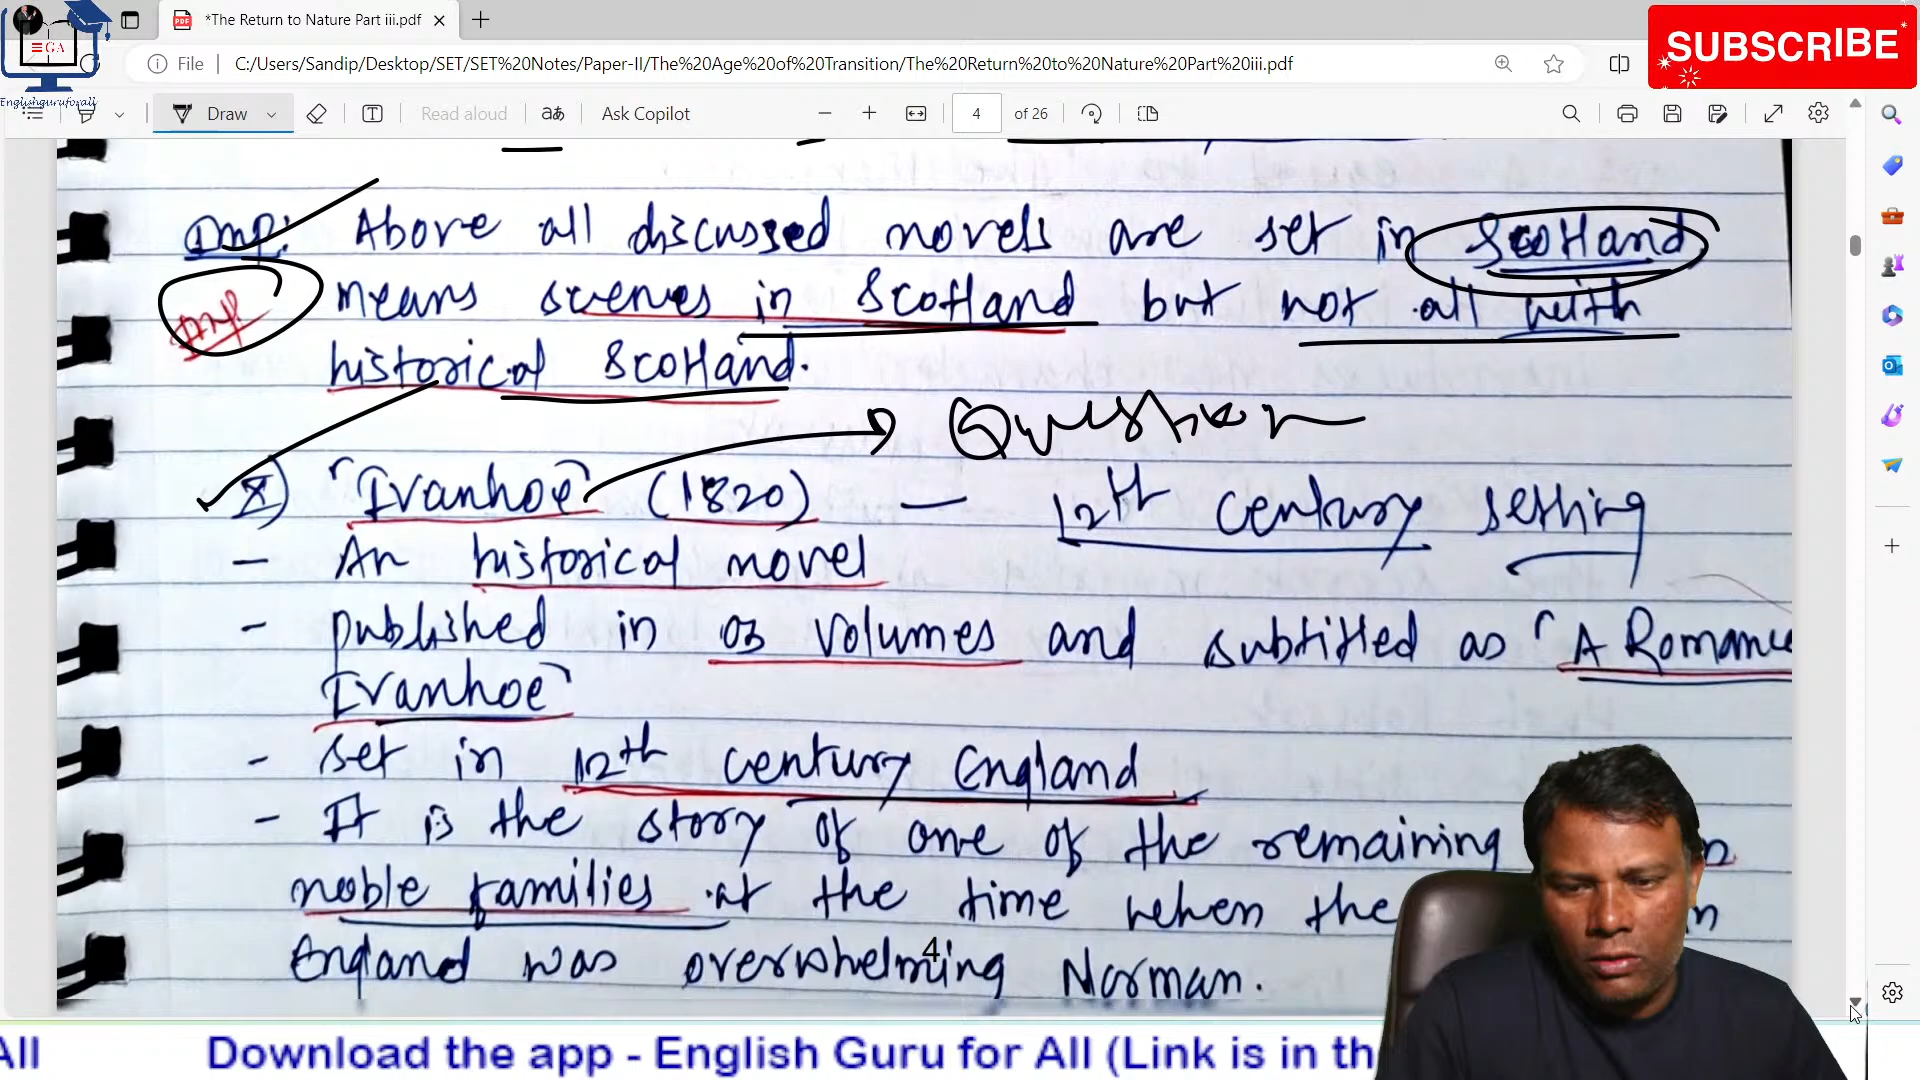 *The Return to Nature Part iii.pdf
SUBSCRIBE
≡GA
Englishguruforall
File
C:/Users/Sandip/Desktop/SET/SET%20Notes/Paper-II/The%20Age%20of%20Transition/The%20Return%20to%20Nature%20Part%20iii.pdf
Draw
Read aloud
Ask Copilot
4 of 26
Imp: Above all discussed novels are set in Scotland
Imp
means scenes in Scotland but not all with
historical Scotland.
Question
X) "Ivanhoe" (1820) – 12th century setting
- An historical novel
- published in 03 volumes and subtitled as "A Romance
Ivanhoe"
- set in 12th century England
- It is the story of one of the remaining
noble families at the time when the
England was overwhelming Norman.
4
All Download the app - English Guru for All (Link is in th